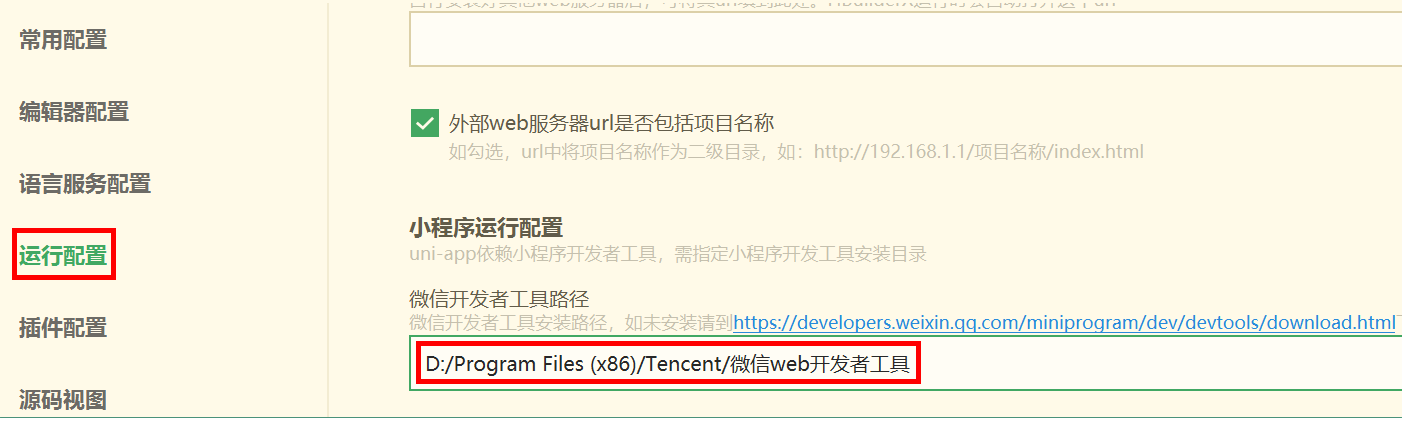 常用配置
编辑器配置
语言服务配置
运行配置
插件配置
源码视图
外部web服务器url是否包括项目名称
如勾选，url中将项目名称作为二级目录，如：http://192.168.1.1/项目名称/index.html
小程序运行配置
uni-app依赖小程序开发者工具，需指定小程序开发工具安装目录
微信开发者工具路径
微信开发者工具安装路径，如未安装请到https://developers.weixin.qq.com/miniprogram/dev/devtools/download.html
D:/Program Files (x86)/Tencent/微信web开发者工具